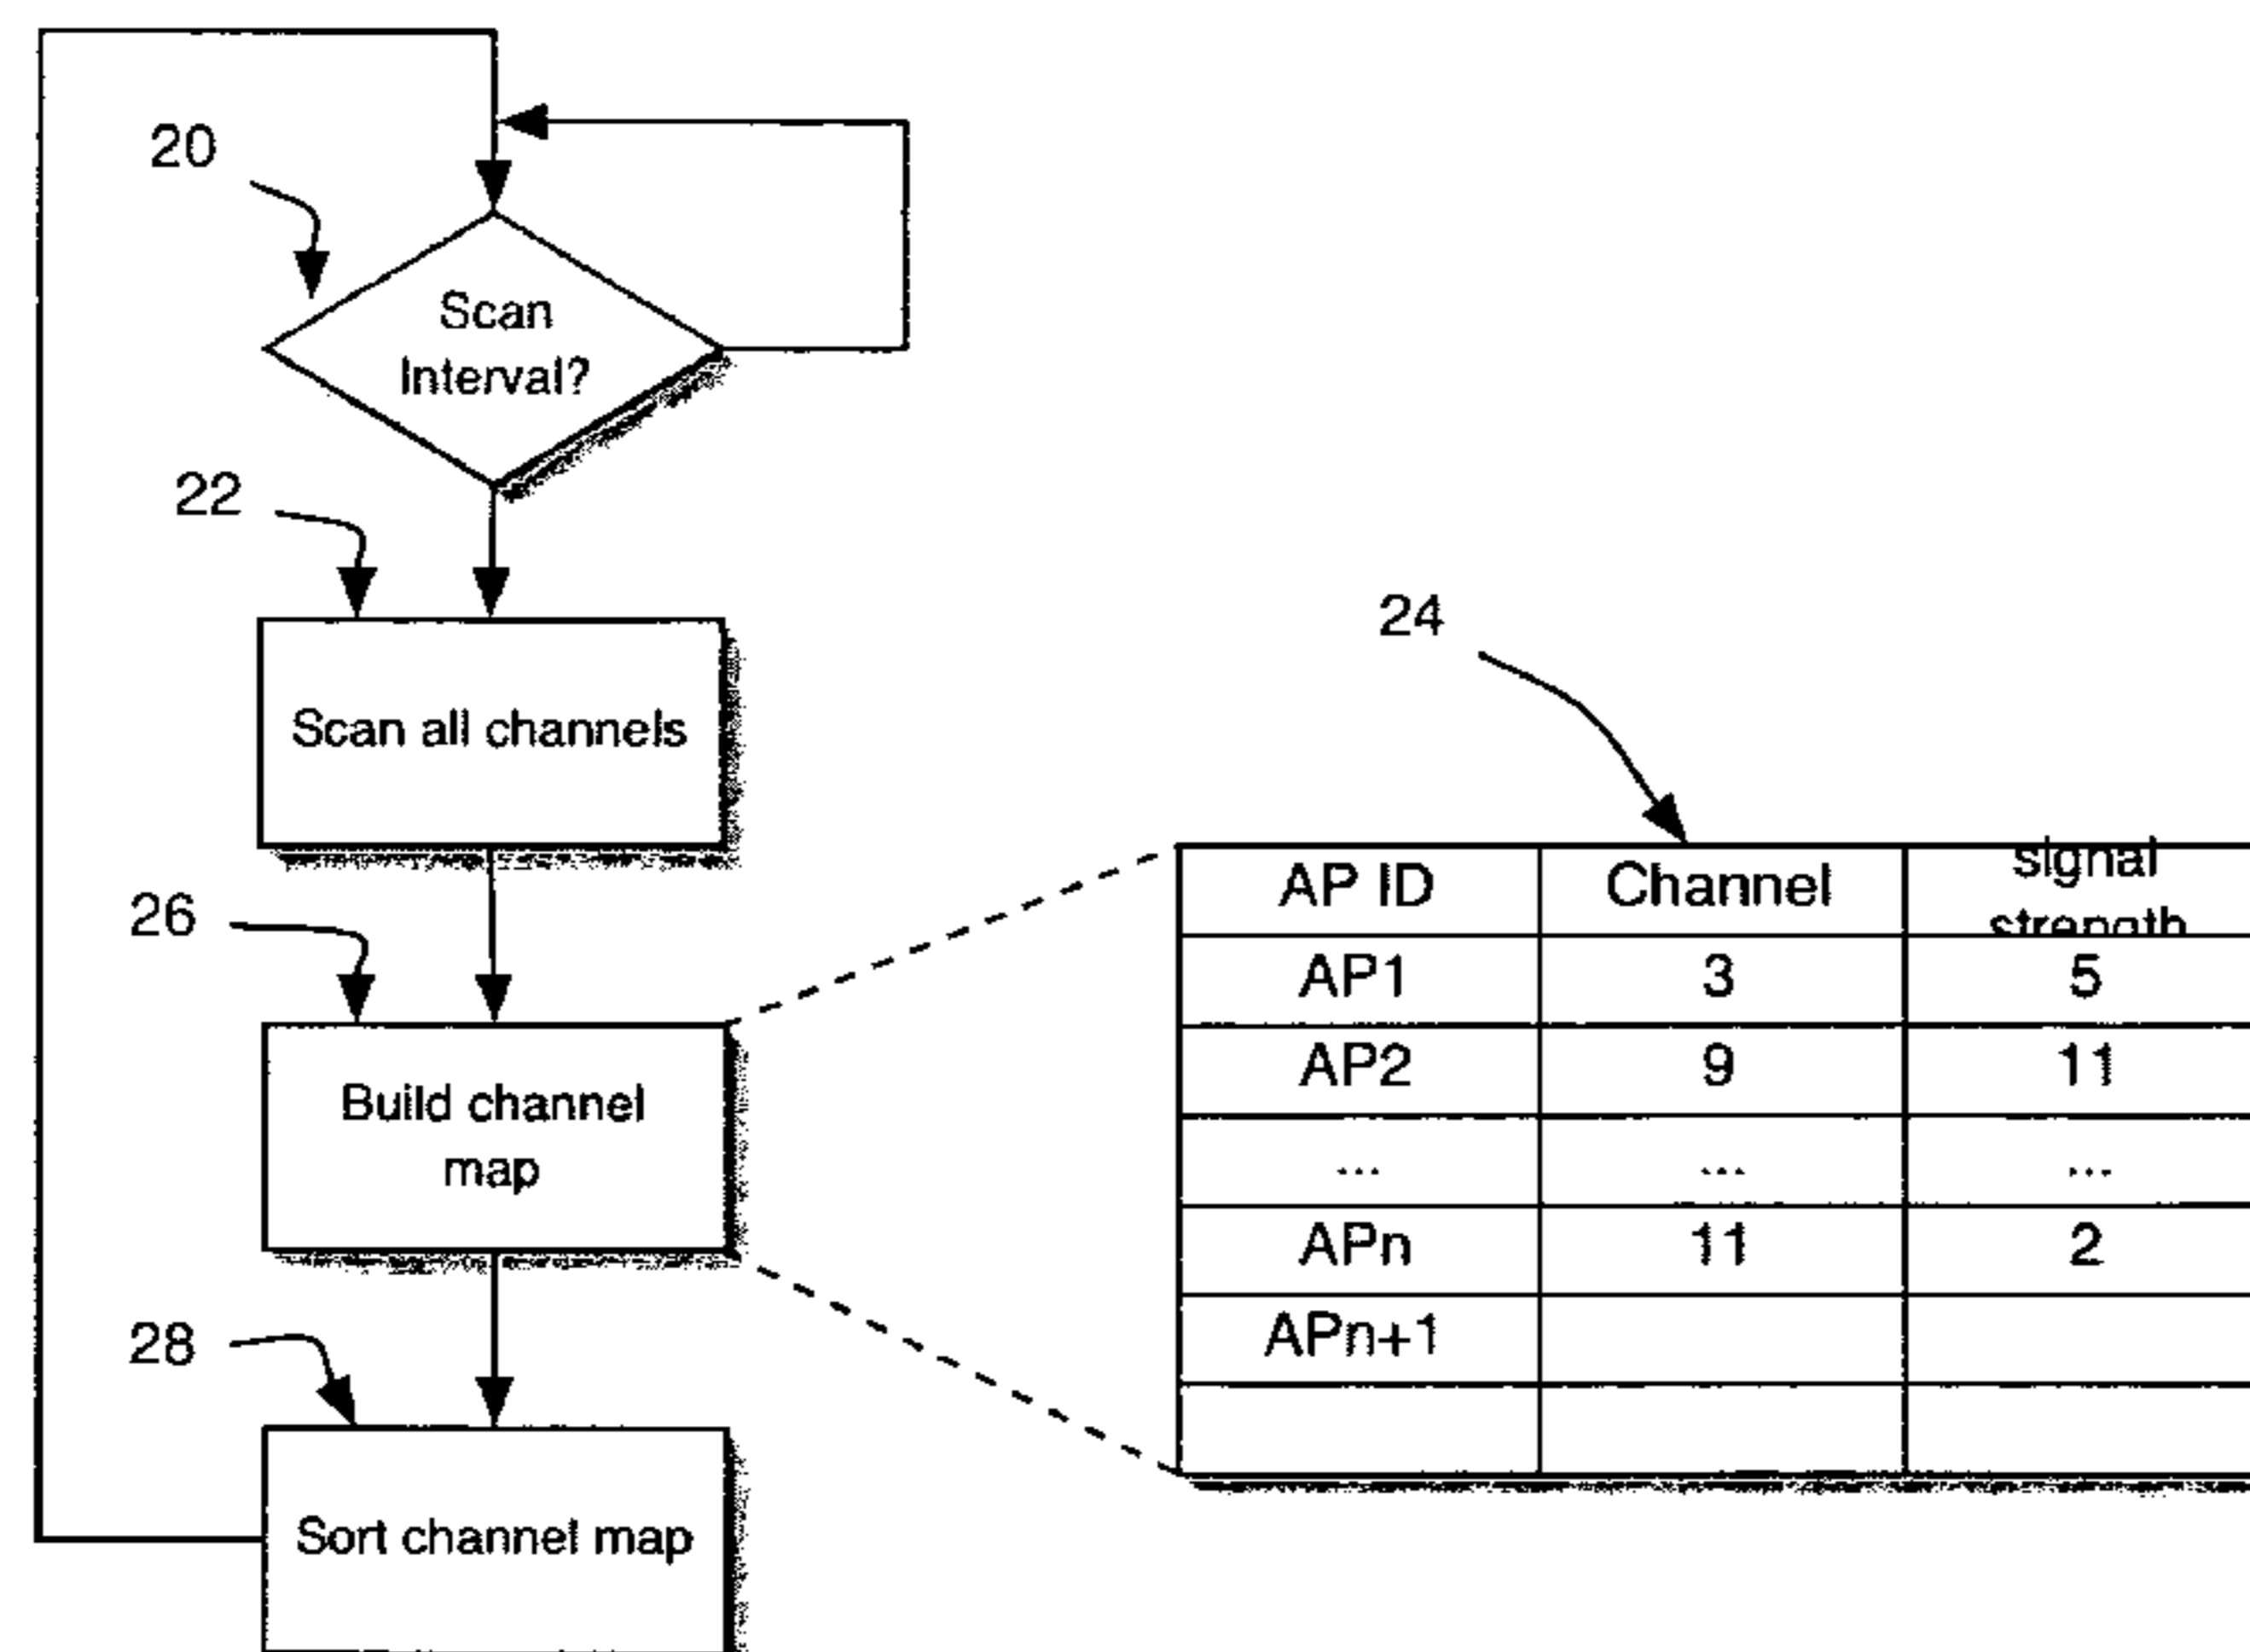 20
Scan
Interval?
22
Scan all channels
24
26
Build channel
map
28
Sort channel map
AP ID Channel signal
strength
AP1 3 5
AP2 9 11
... ... ...
APn 11 2
APn+1